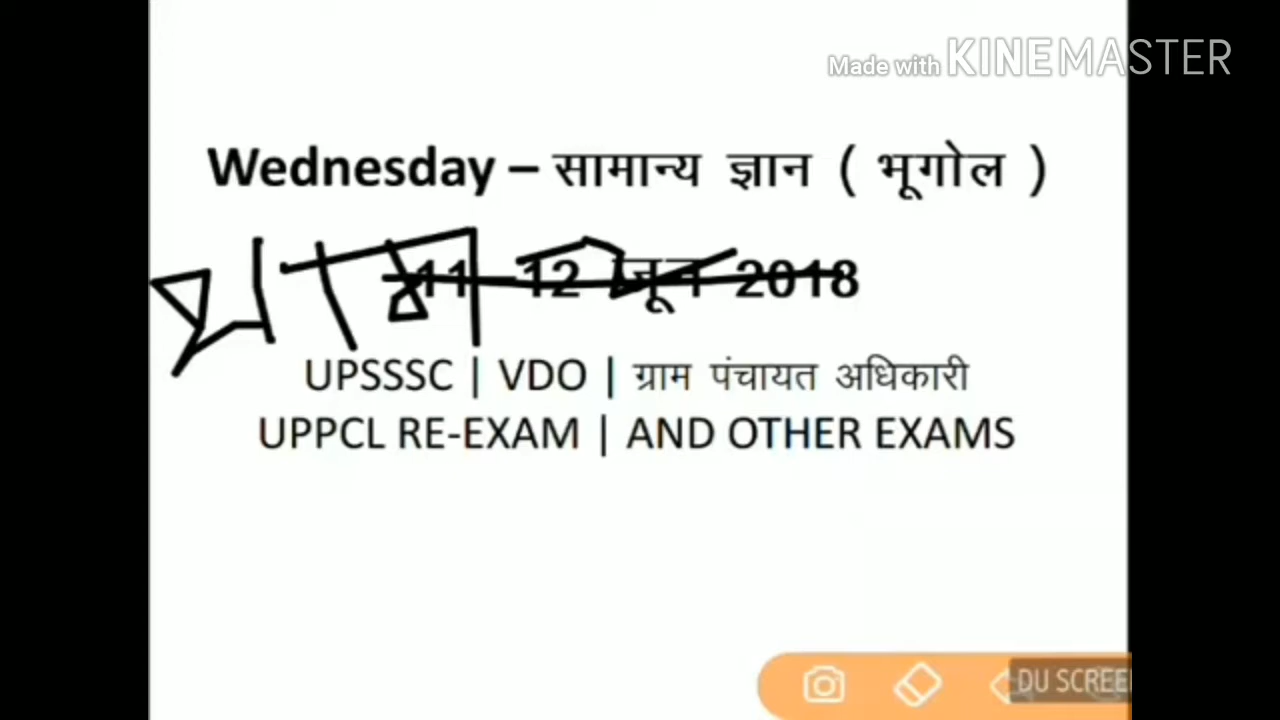 Made with KINEMASTER
Wednesday – सामान्य ज्ञान ( भूगोल )
11 12 जून 2018
UPSSSC | VDO | ग्राम पंचायत अधिकारी
UPPCL RE-EXAM | AND OTHER EXAMS
DU SCREE